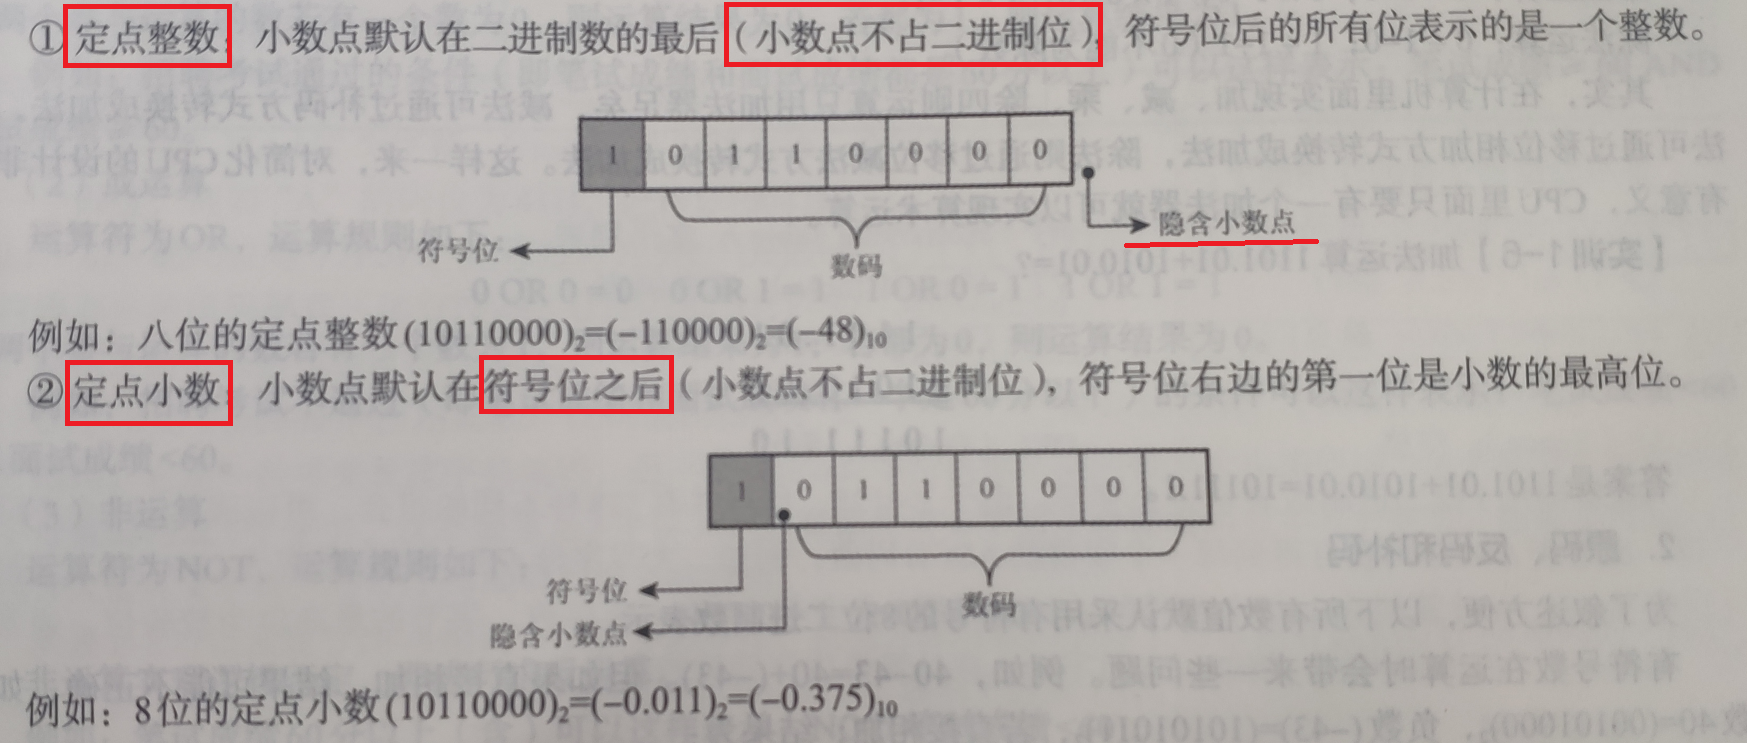 ①定点整数，小数点默认在二进制数的最后（小数点不占二进制位），符号位后的所有位表示的是一个整数。
1 0 1 1 0 0 0 0
符号位
数码
隐含小数点
例如：八位的定点整数(10110000)₂=(−110000)₂=(−48)₁₀
②定点小数 小数点默认在符号位之后（小数点不占二进制位），符号位右边的第一位是小数的最高位。
1 0 1 1 0 0 0 0
符号位
数码
隐含小数点
例如：8位的定点小数(10110000)₂=(−0.011)₂=(−0.375)₁₀